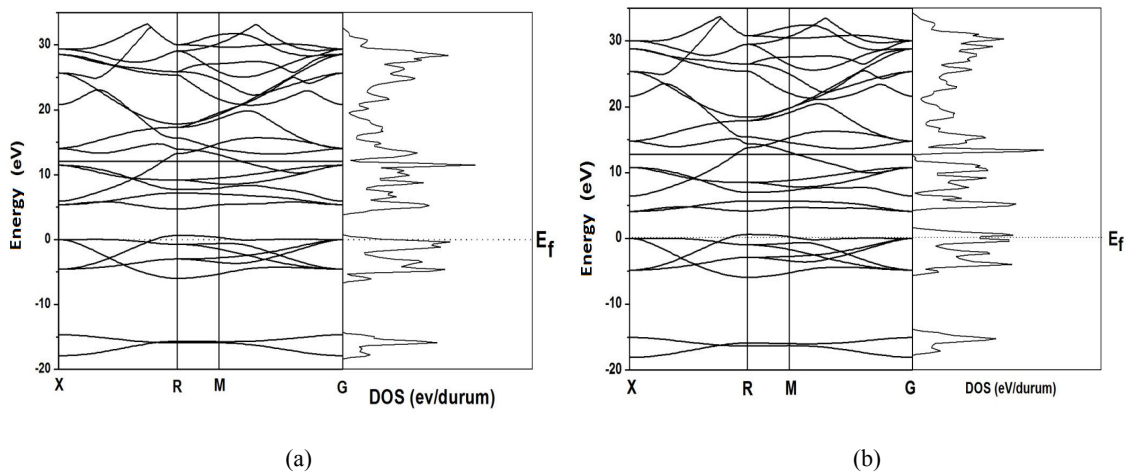 30
20
10
0
-10
-20
Energy (eV)
X R M G
DOS (ev/durum)
E_f
(a)
30
20
10
0
-10
-20
Energy (eV)
X R M G
DOS (eV/durum)
E_f
(b)